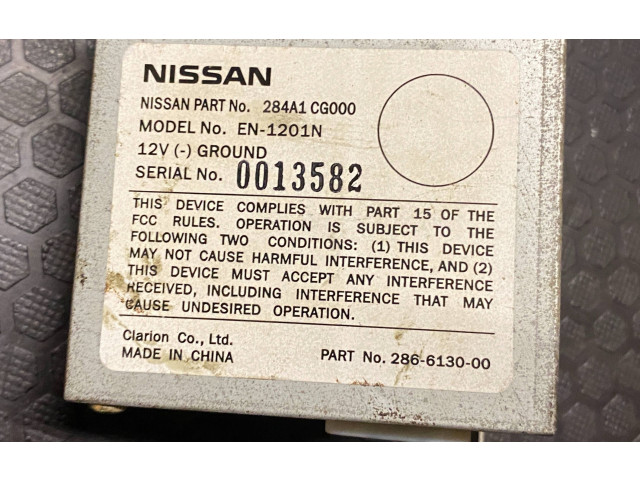 NISSAN
NISSAN PART No. 284A1 CG000
MODEL No. EN-1201N
12V (-) GROUND
SERIAL No. 0013582
THIS DEVICE COMPLIES WITH PART 15 OF THE
FCC RULES. OPERATION IS SUBJECT TO THE
FOLLOWING TWO CONDITIONS: (1) THIS DEVICE
MAY NOT CAUSE HARMFUL INTERFERENCE, AND (2)
THIS DEVICE MUST ACCEPT ANY INTERFERENCE
RECEIVED, INCLUDING INTERFERENCE THAT MAY
CAUSE UNDESIRED OPERATION.
Clarion Co., Ltd.
MADE IN CHINA PART No. 286-6130-00